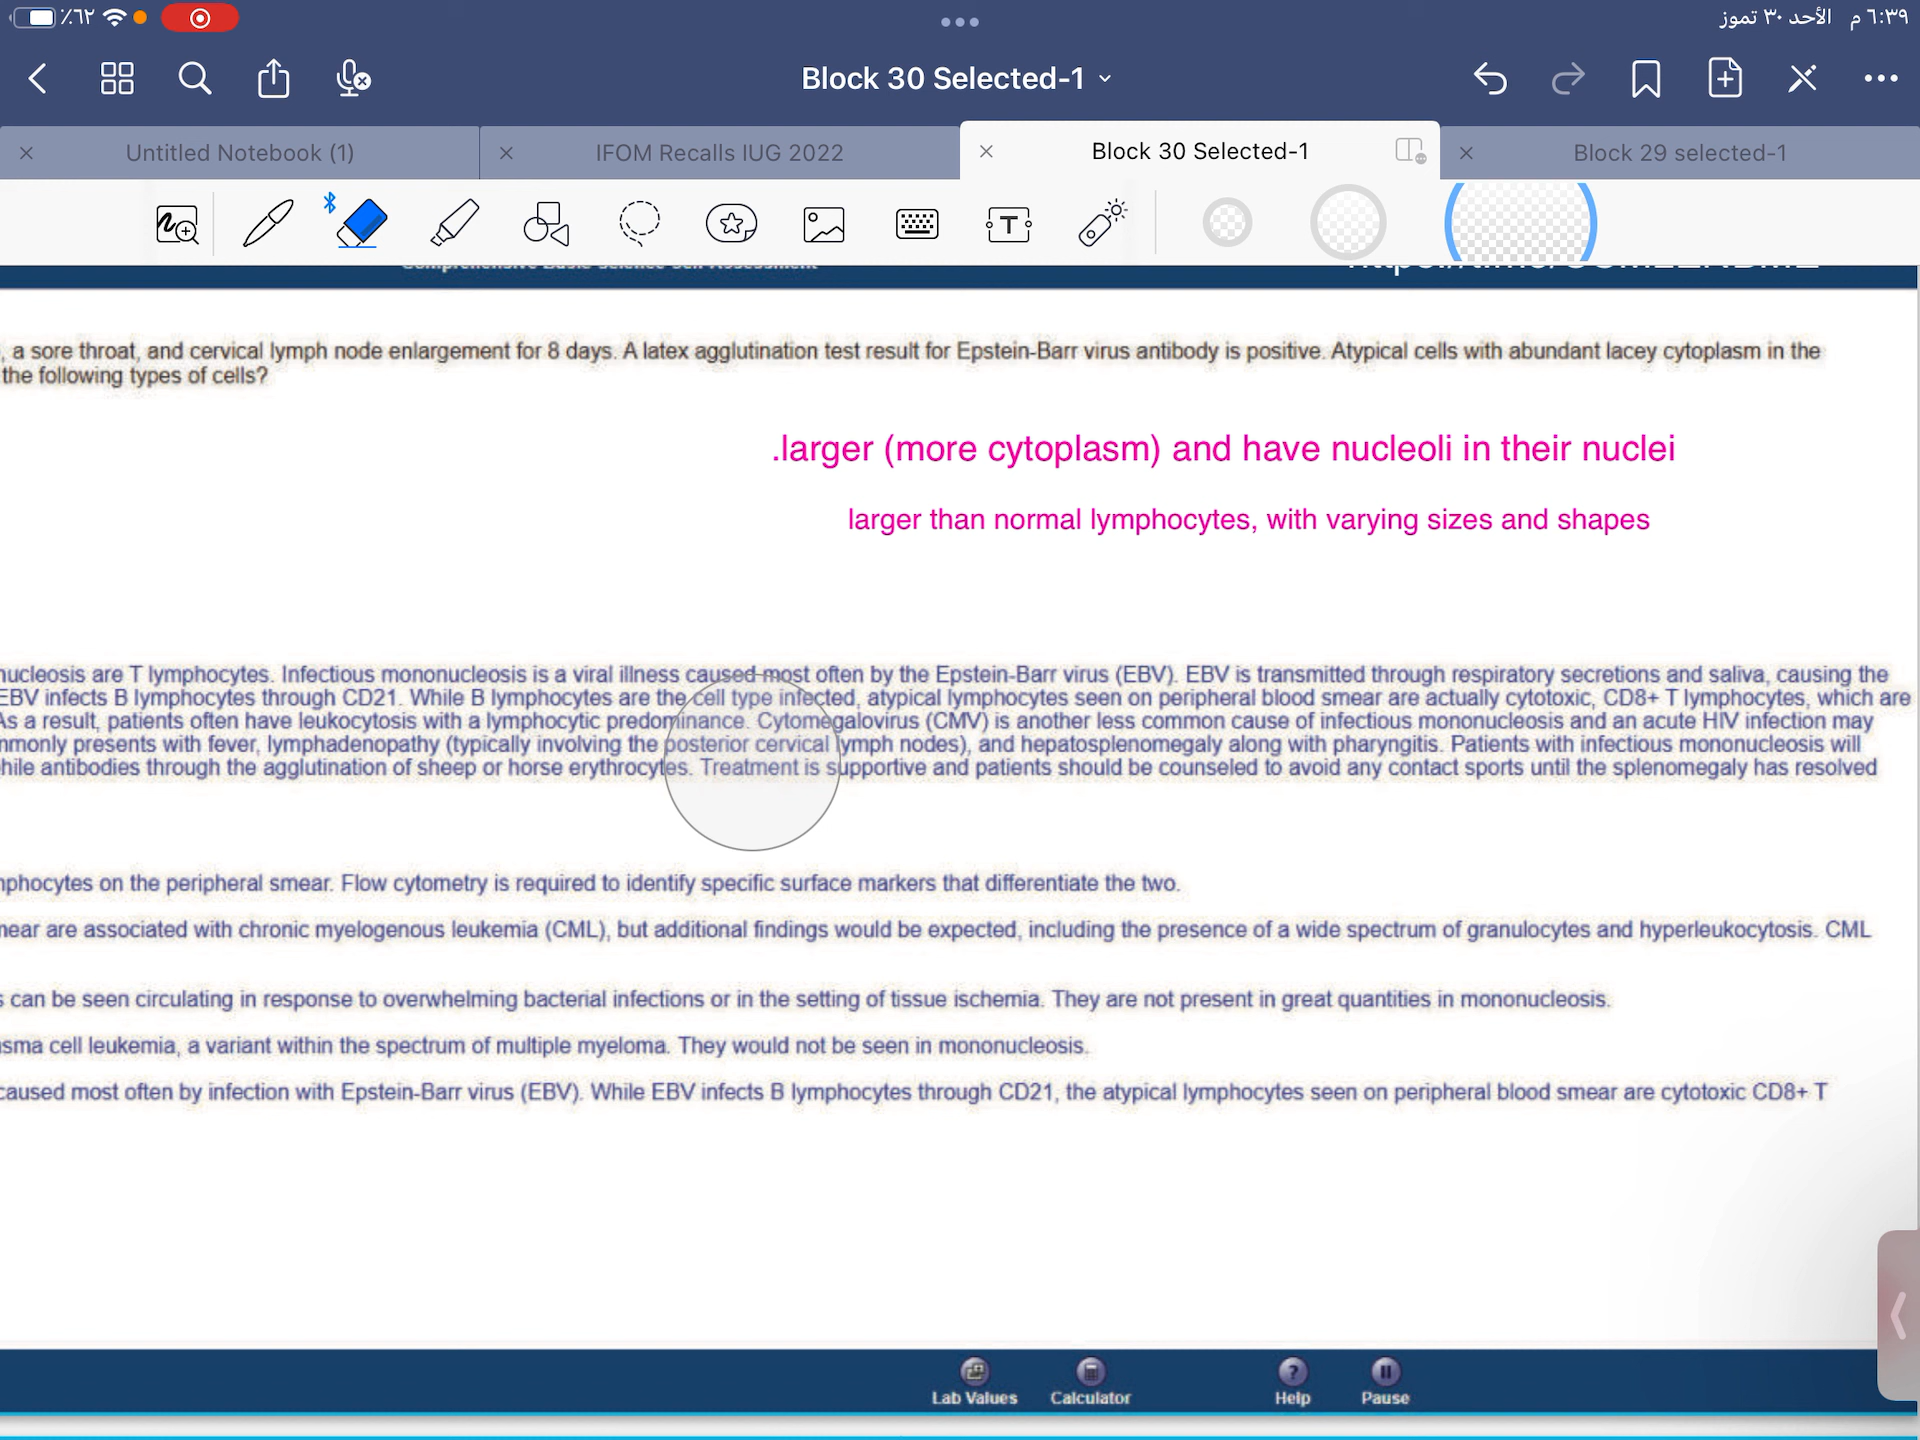 ٪٦٢
٦:٣٩ م الأحد ٣٠ تموز
Block 30 Selected-1
Untitled Notebook (1)
IFOM Recalls IUG 2022
Block 30 Selected-1
Block 29 selected-1
, a sore throat, and cervical lymph node enlargement for 8 days. A latex agglutination test result for Epstein-Barr virus antibody is positive. Atypical cells with abundant lacey cytoplasm in the
the following types of cells?
.larger (more cytoplasm) and have nucleoli in their nuclei
larger than normal lymphocytes, with varying sizes and shapes
nucleosis are T lymphocytes. Infectious mononucleosis is a viral illness caused most often by the Epstein-Barr virus (EBV). EBV is transmitted through respiratory secretions and saliva, causing the
EBV infects B lymphocytes through CD21. While B lymphocytes are the cell type infected, atypical lymphocytes seen on peripheral blood smear are actually cytotoxic, CD8+ T lymphocytes, which are
As a result, patients often have leukocytosis with a lymphocytic predominance. Cytomegalovirus (CMV) is another less common cause of infectious mononucleosis and an acute HIV infection may
mmonly presents with fever, lymphadenopathy (typically involving the posterior cervical lymph nodes), and hepatosplenomegaly along with pharyngitis. Patients with infectious mononucleosis will
hile antibodies through the agglutination of sheep or horse erythrocytes. Treatment is supportive and patients should be counseled to avoid any contact sports until the splenomegaly has resolved
mphocytes on the peripheral smear. Flow cytometry is required to identify specific surface markers that differentiate the two.
mear are associated with chronic myelogenous leukemia (CML), but additional findings would be expected, including the presence of a wide spectrum of granulocytes and hyperleukocytosis. CML
s can be seen circulating in response to overwhelming bacterial infections or in the setting of tissue ischemia. They are not present in great quantities in mononucleosis.
asma cell leukemia, a variant within the spectrum of multiple myeloma. They would not be seen in mononucleosis.
caused most often by infection with Epstein-Barr virus (EBV). While EBV infects B lymphocytes through CD21, the atypical lymphocytes seen on peripheral blood smear are cytotoxic CD8+ T
Lab Values
Calculator
Help
Pause